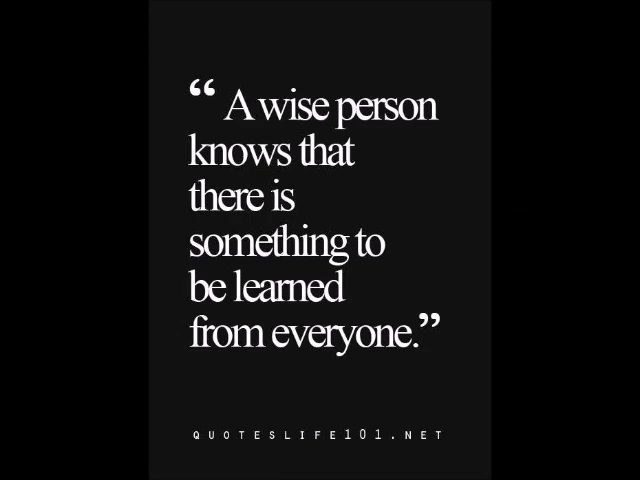 “ A wise person
knows that
there is
something to
be learned
from everyone.”
QUOTESLIFE101.NET